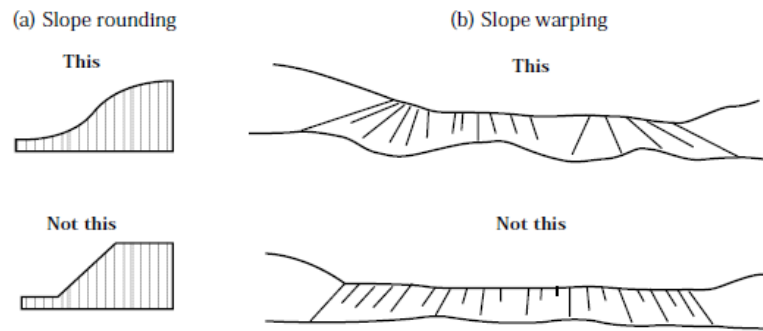 (a) Slope rounding
(b) Slope warping
This
This
Not this
Not this